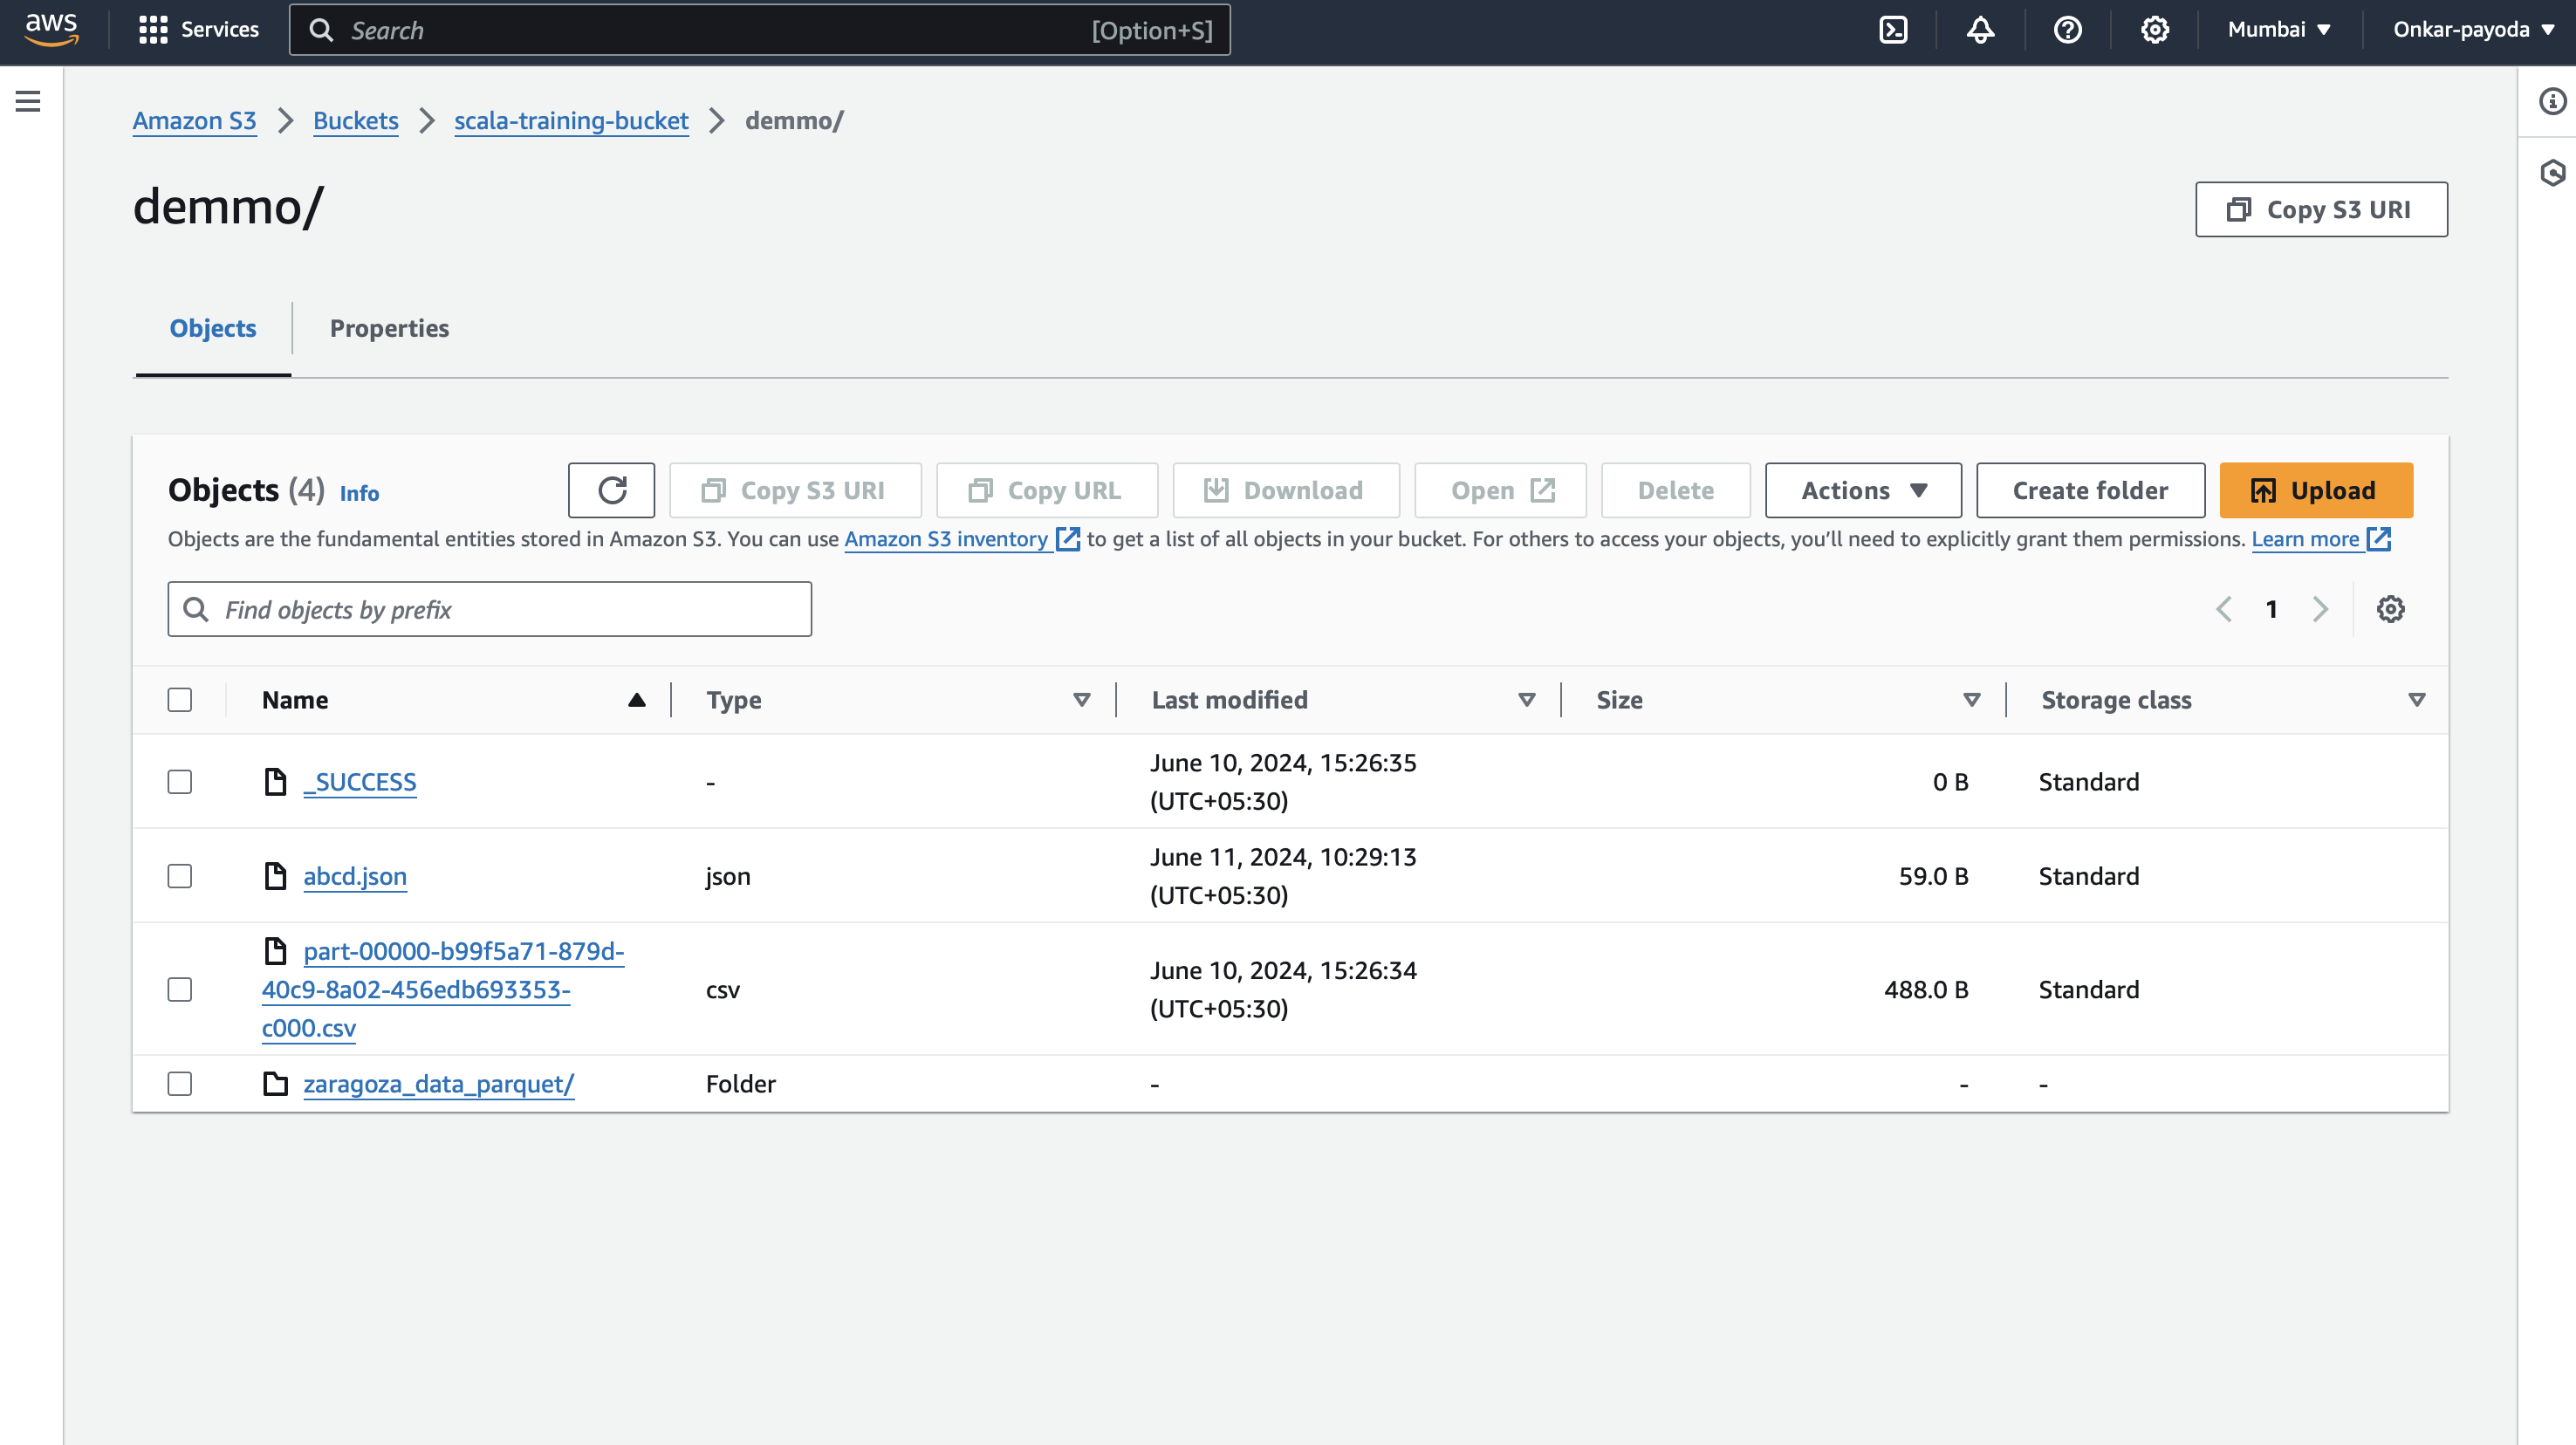 aws Services Search [Option+S] Mumbai Onkar-payoda
Amazon S3 Buckets scala-training-bucket demmo/
demmo/
Copy S3 URI
Objects Properties
Objects (4) Info Copy S3 URI Copy URL Download Open Delete Actions Create folder Upload
Objects are the fundamental entities stored in Amazon S3. You can use Amazon S3 inventory to get a list of all objects in your bucket. For others to access your objects, you’ll need to explicitly grant them permissions. Learn more
Find objects by prefix 1
Name Type Last modified Size Storage class
_SUCCESS - June 10, 2024, 15:26:35 (UTC+05:30) 0 B Standard
abcd.json json June 11, 2024, 10:29:13 (UTC+05:30) 59.0 B Standard
part-00000-b99f5a71-879d-
40c9-8a02-456edb693353-
c000.csv csv June 10, 2024, 15:26:34 (UTC+05:30) 488.0 B Standard
zaragoza_data_parquet/ Folder - - -